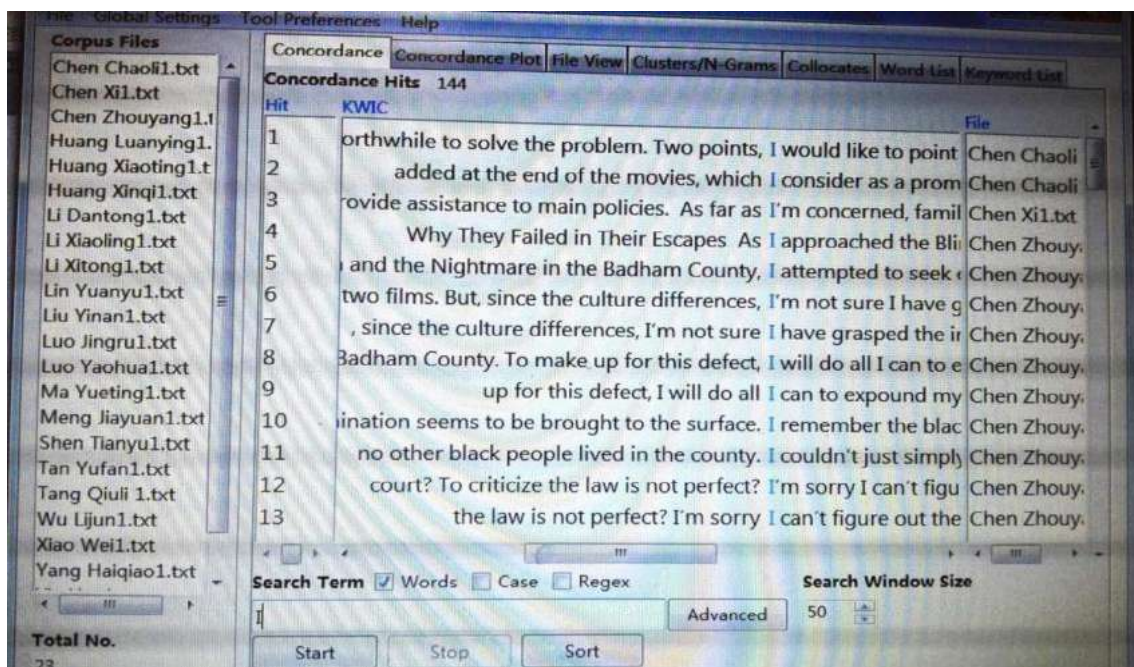 File Global Settings Tool Preferences Help
Corpus Files
Chen Chaoli1.txt
Chen Xi1.txt
Chen Zhouyang1.t
Huang Luanying1.
Huang Xiaoting1.t
Huang Xinqi1.txt
Li Dantong1.txt
Li Xiaoling1.txt
Li Xitong1.txt
Lin Yuanyu1.txt
Liu Yinan1.txt
Luo Jingru1.txt
Luo Yaohua1.txt
Ma Yueting1.txt
Meng Jiayuan1.txt
Shen Tianyu1.txt
Tan Yufan1.txt
Tang Qiuli 1.txt
Wu Lijun1.txt
Xiao Wei1.txt
Yang Haiqiao1.txt
Total No.
23
Concordance Concordance Plot File View Clusters/N-Grams Collocates Word List Keyword List
Concordance Hits 144
Hit KWIC File
1 orthwhile to solve the problem. Two points, I would like to point Chen Chaoli
2 added at the end of the movies, which I consider as a prom Chen Chaoli
3 rovide assistance to main policies. As far as I'm concerned, famil Chen Xi1.txt
4 Why They Failed in Their Escapes As I approached the Bli Chen Zhouy
5 and the Nightmare in the Badham County, I attempted to seek Chen Zhouy
6 two films. But, since the culture differences, I'm not sure I have g Chen Zhouy
7 , since the culture differences, I'm not sure I have grasped the ir Chen Zhouy
8 Badham County. To make up for this defect, I will do all I can to e Chen Zhouy
9 up for this defect, I will do all I can to expound my Chen Zhouy
10 ination seems to be brought to the surface. I remember the blac Chen Zhouy
11 no other black people lived in the county. I couldn't just simply Chen Zhouy
12 court? To criticize the law is not perfect? I'm sorry I can't figu Chen Zhouy
13 the law is not perfect? I'm sorry I can't figure out the Chen Zhouy
Search Term Words Case Regex Search Window Size
I Advanced 50
Start Stop Sort